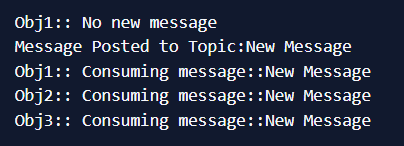 Obj1:: No new message
Message Posted to Topic:New Message
Obj1:: Consuming message::New Message
Obj2:: Consuming message::New Message
Obj3:: Consuming message::New Message